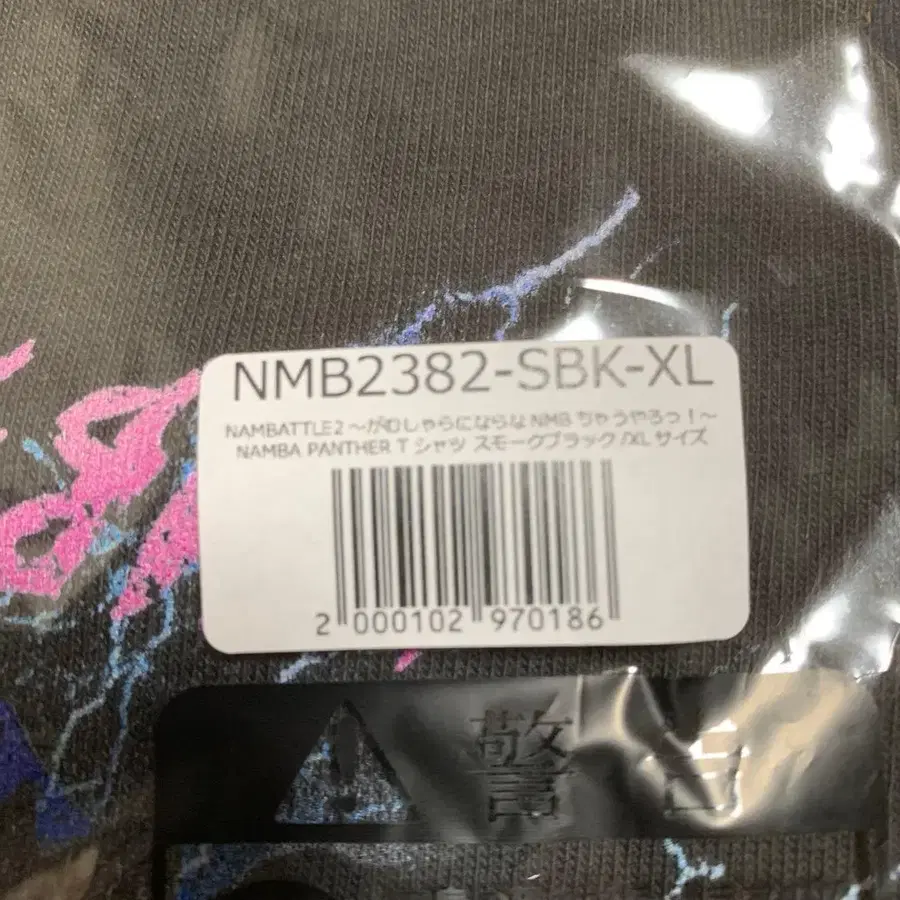 NMB2382-SBK-XL
NAMBATTLE2 ～がむしゃらにならな NMB ちゃうやろっ！～
NAMBA PANTHER T シャツ スモークブラック /XL サイズ
2 000102 970186
警 告